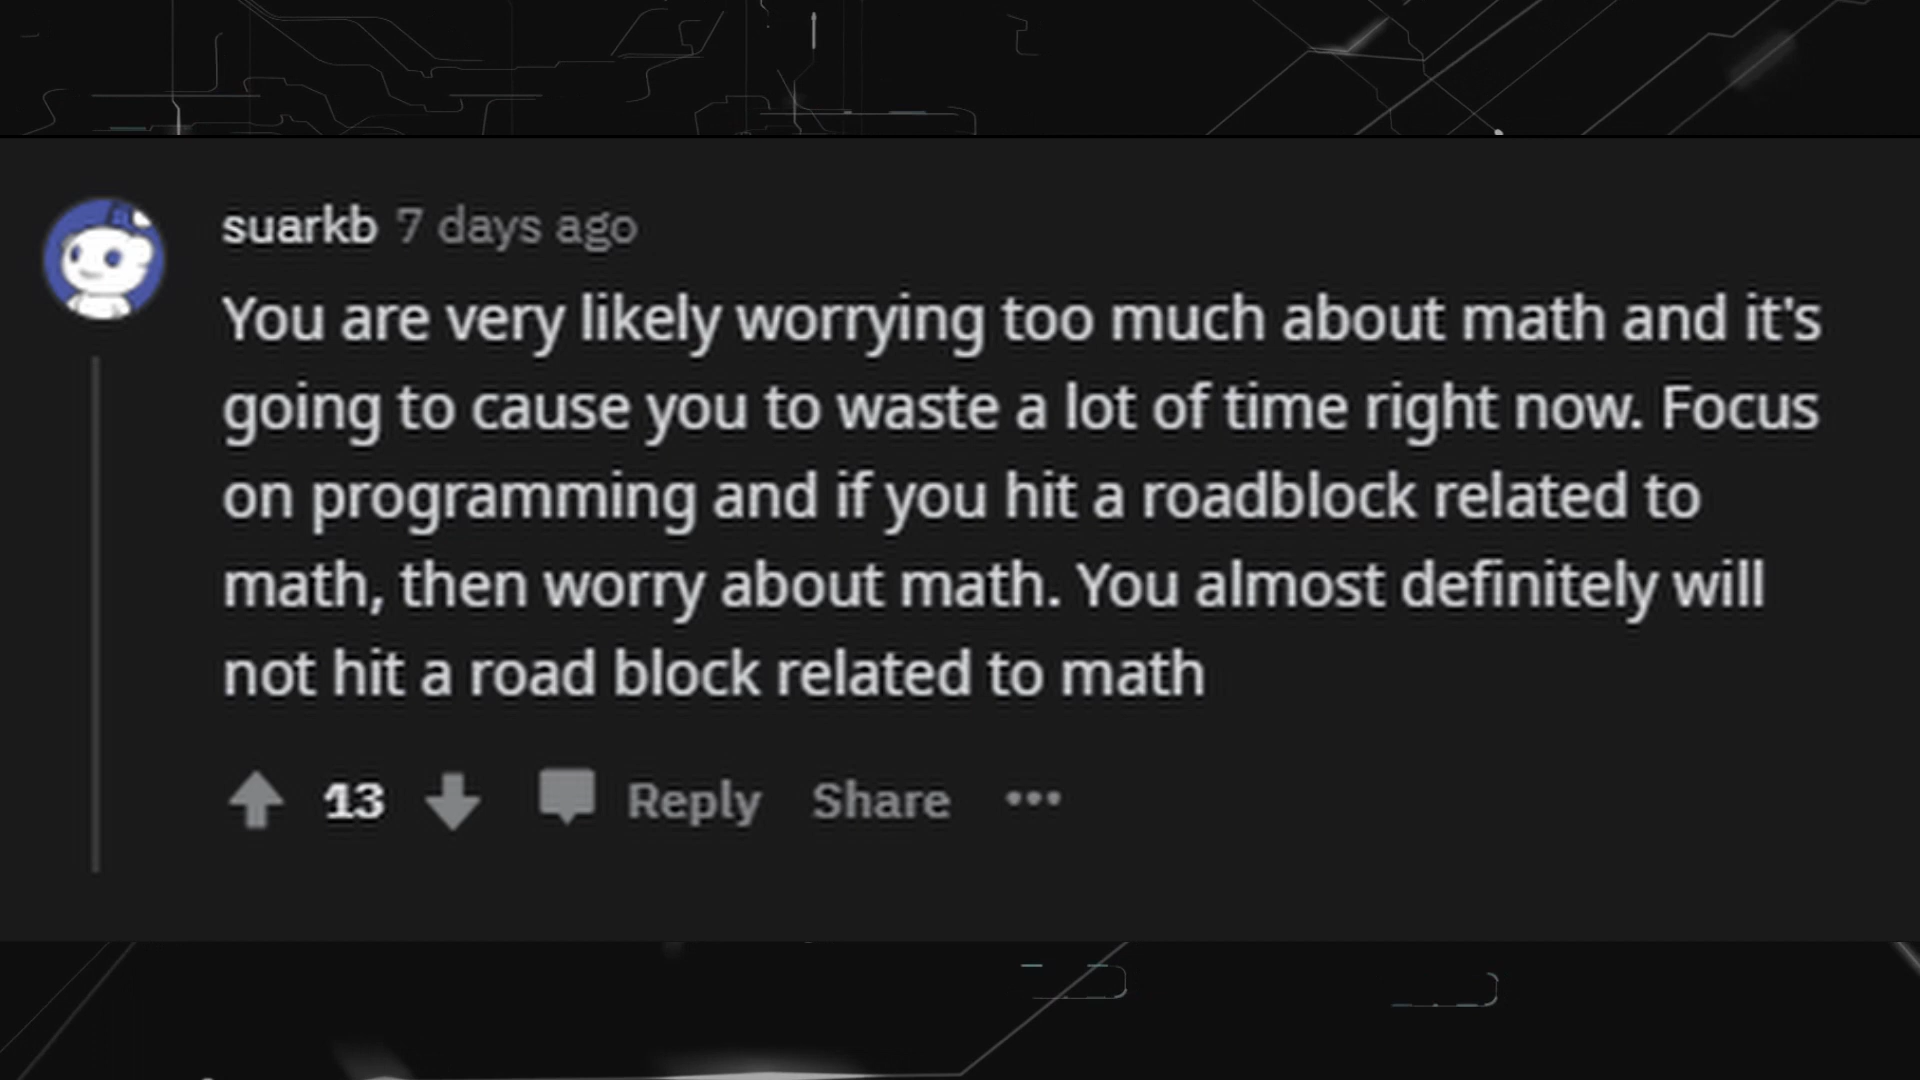 suarkb 7 days ago
You are very likely worrying too much about math and it's
going to cause you to waste a lot of time right now. Focus
on programming and if you hit a roadblock related to
math, then worry about math. You almost definitely will
not hit a road block related to math
13 Reply Share •••